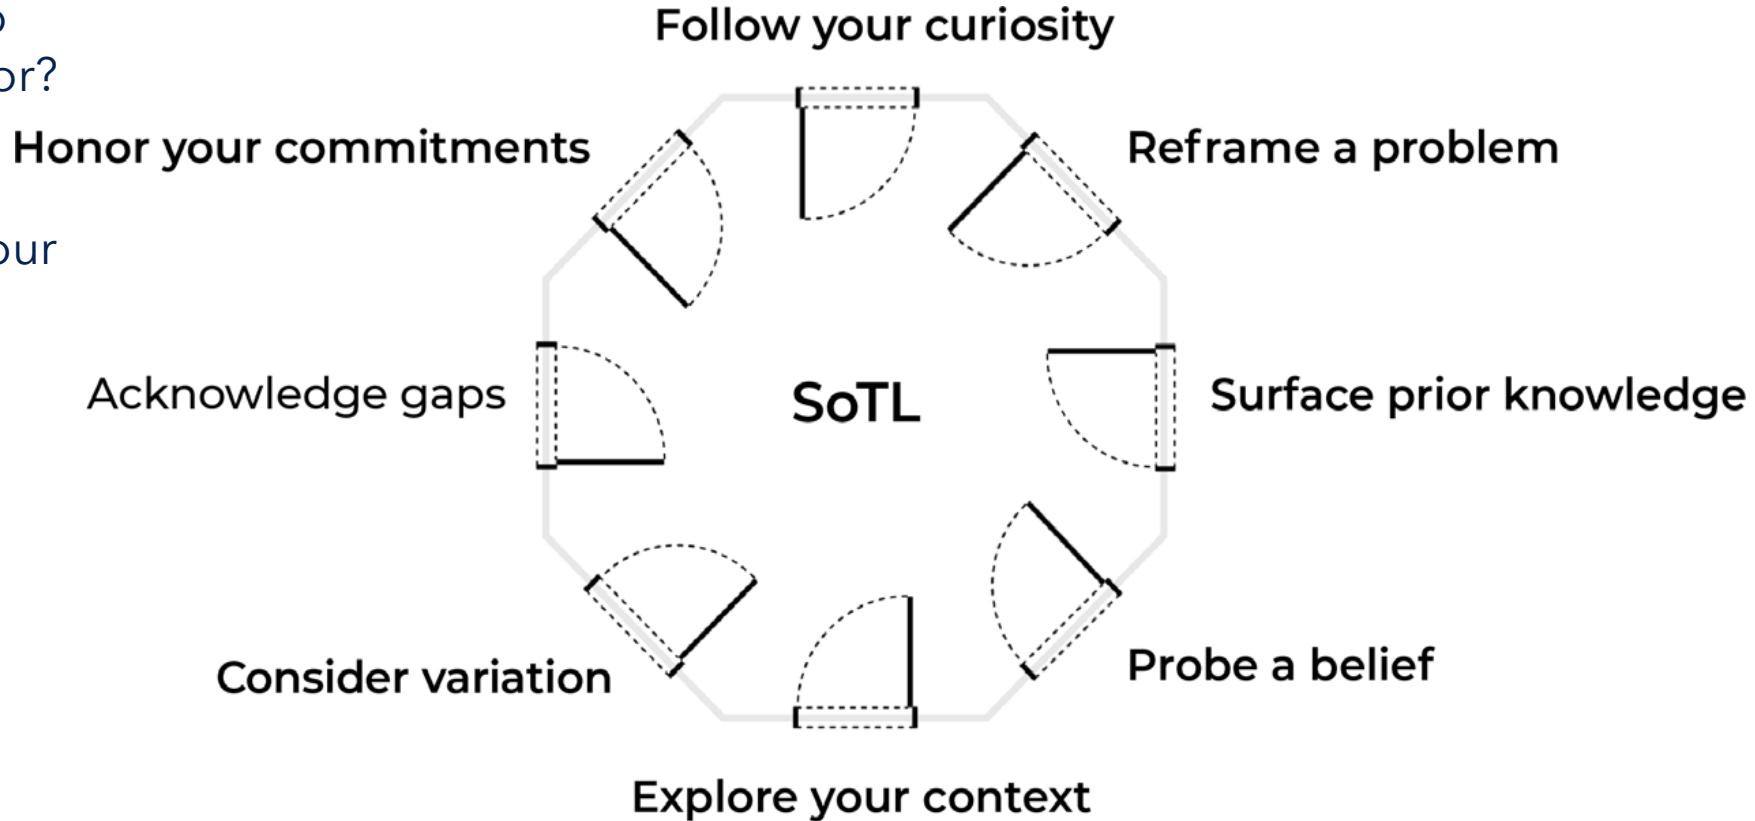 Follow your curiosity
Honor your commitments
Reframe a problem
our
Acknowledge gaps
SoTL
Surface prior knowledge
Consider variation
Probe a belief
Explore your context